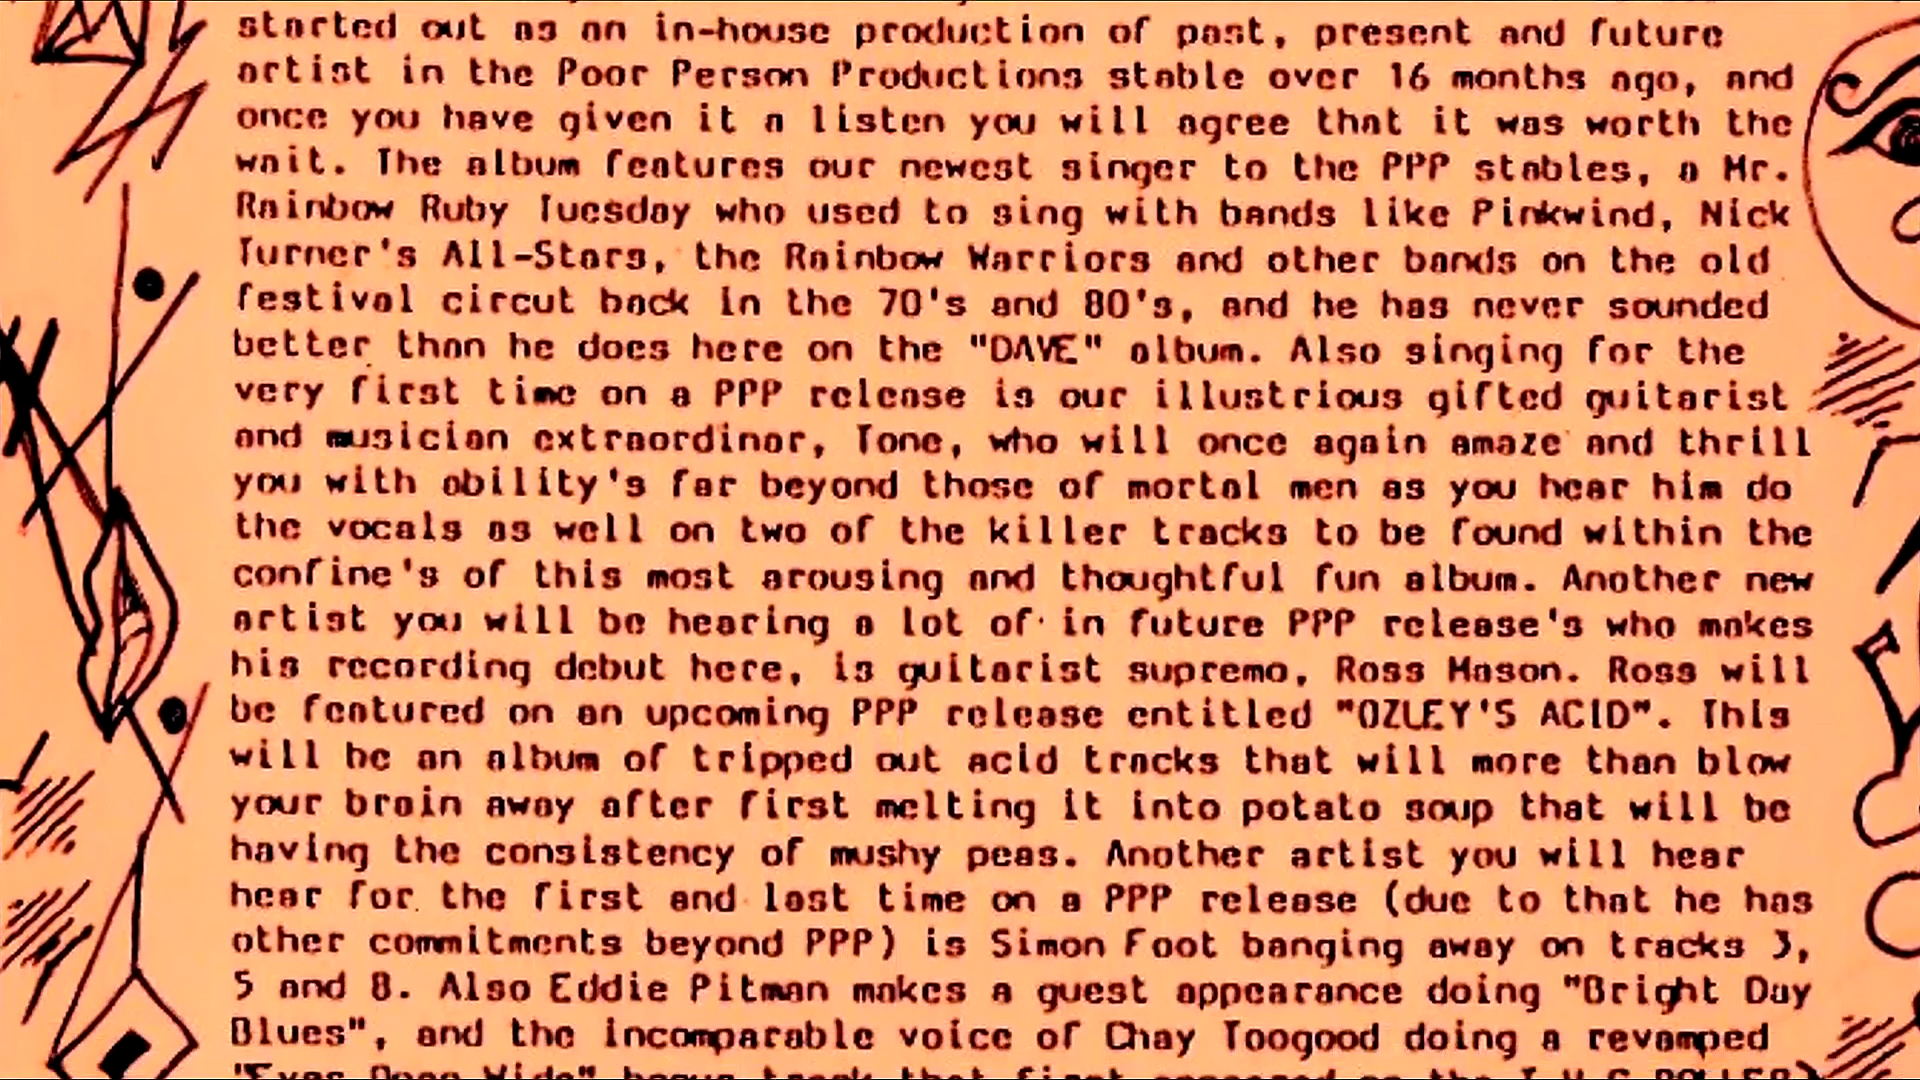 started out as an in-house production of past, present and future
artist in the Poor Person Productions stable over 16 months ago, and
once you have given it a listen you will agree that it was worth the
wait. The album features our newest singer to the PPP stables, a Mr.
Rainbow Ruby Tuesday who used to sing with bands like Pinkwind, Nick
Turner's All-Stars, the Rainbow Warriors and other bands on the old
festival circut back in the 70's and 80's, and he has never sounded
better than he does here on the "DAVE" album. Also singing for the
very first time on a PPP release is our illustrious gifted guitarist
and musician extraordinar, Tone, who will once again amaze and thrill
you with ability's far beyond those of mortal men as you hear him do
the vocals as well on two of the killer tracks to be found within the
confine's of this most arousing and thoughtful fun album. Another new
artist you will be hearing a lot of in future PPP release's who makes
his recording debut here, is guitarist supremo, Ross Mason. Ross will
be featured on an upcoming PPP release entitled "OZLEY'S ACID". This
will be an album of tripped out acid tracks that will more than blow
your brain away after first melting it into potato soup that will be
having the consistency of mushy peas. Another artist you will hear
hear for the first and last time on a PPP release (due to that he has
other commitments beyond PPP) is Simon Foot banging away on tracks 3,
5 and 8. Also Eddie Pitman makes a guest appearance doing "Bright Day
Blues", and the incomparable voice of Chay Toogood doing a revamped
"Eyes Open Wide" bonus track that first appeared on the